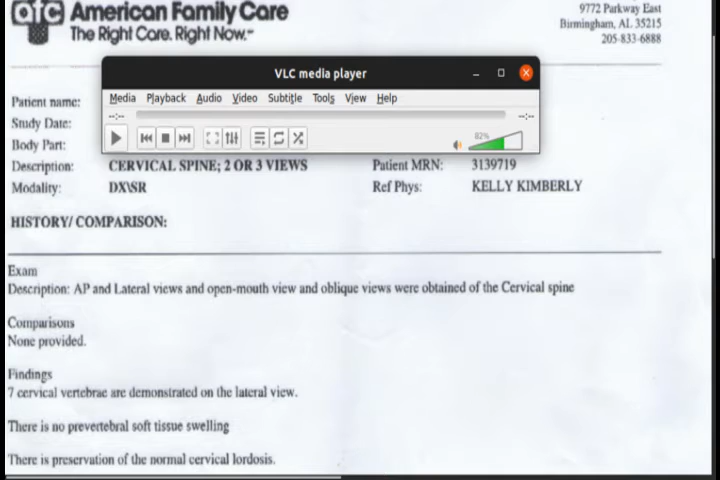 afc American Family Care
The Right Care. Right Now.™
9772 Parkway East
Birmingham, AL 35215
205-833-6888
VLC media player
Media Playback Audio Video Subtitle Tools View Help
--:-- --:--
82%
Patient name:
Study Date:
Body Part:
Description: CERVICAL SPINE; 2 OR 3 VIEWS Patient MRN: 3139719
Modality: DX\SR Ref Phys: KELLY KIMBERLY
HISTORY/ COMPARISON:
Exam
Description: AP and Lateral views and open-mouth view and oblique views were obtained of the Cervical spine
Comparisons
None provided.
Findings
7 cervical vertebrae are demonstrated on the lateral view.
There is no prevertebral soft tissue swelling
There is preservation of the normal cervical lordosis.